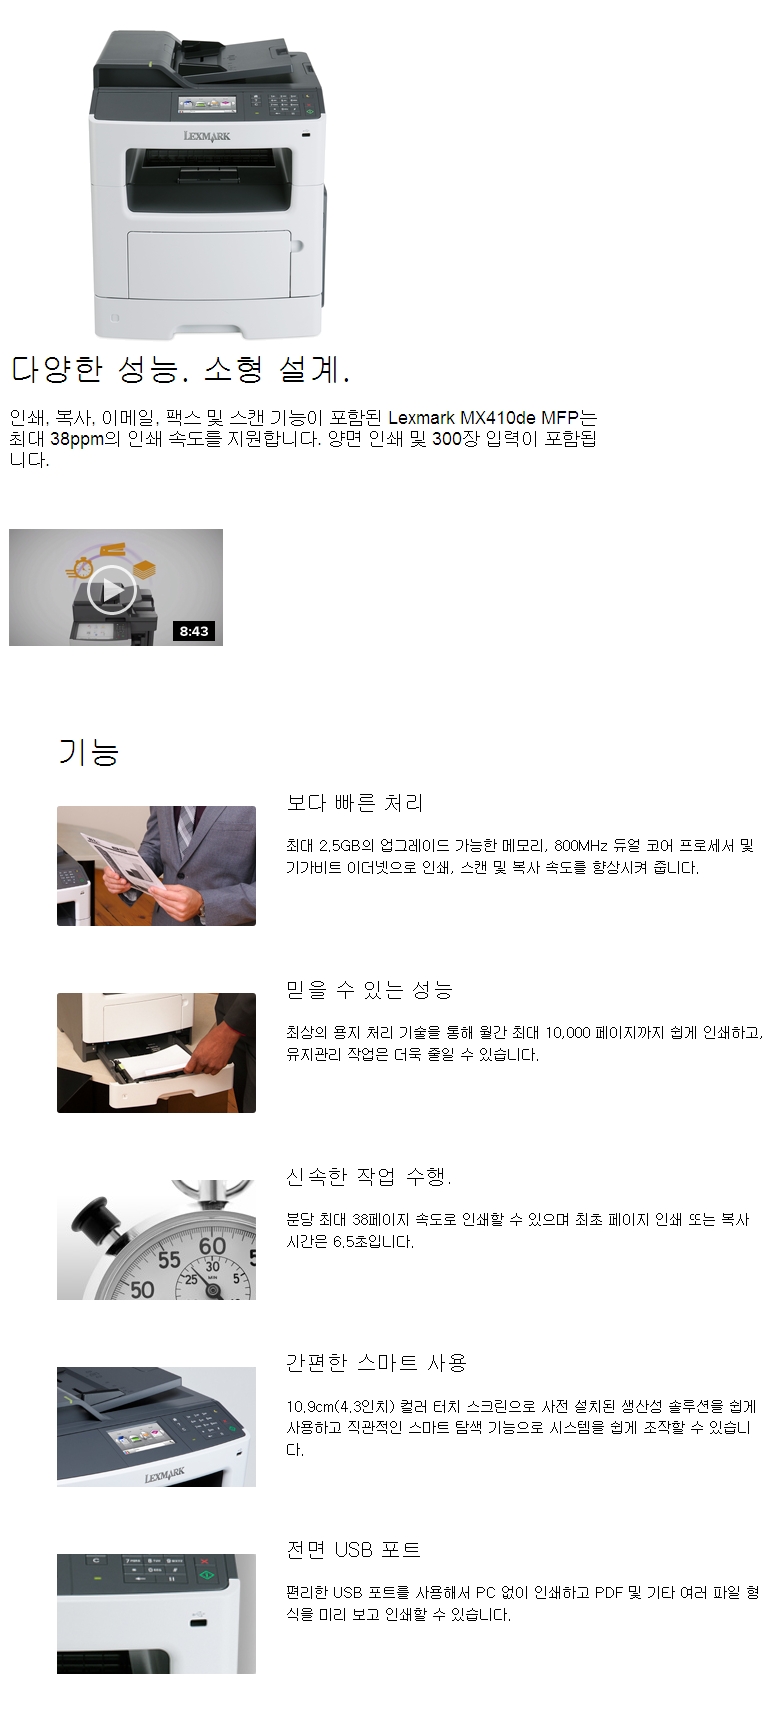 LEXMARK
다양한 성능. 소형 설계.
인쇄, 복사, 이메일, 팩스 및 스캔 기능이 포함된 Lexmark MX410de MFP는
최대 38ppm의 인쇄 속도를 지원합니다. 양면 인쇄 및 300장 입력이 포함됩
니다.
8:43
기능
보다 빠른 처리
최대 2.5GB의 업그레이드 가능한 메모리, 800MHz 듀얼 코어 프로세서 및
기가비트 이더넷으로 인쇄, 스캔 및 복사 속도를 향상시켜 줍니다.
믿을 수 있는 성능
최상의 용지 처리 기술을 통해 월간 최대 10,000 페이지까지 쉽게 인쇄하고,
유지관리 작업은 더욱 줄일 수 있습니다.
신속한 작업 수행.
분당 최대 38페이지 속도로 인쇄할 수 있으며 최초 페이지 인쇄 또는 복사
시간은 6.5초입니다.
60
55
50
5
30
25
5
MIN
간편한 스마트 사용
10.9cm(4.3인치) 컬러 터치 스크린으로 사전 설치된 생산성 솔루션을 쉽게
사용하고 직관적인 스마트 탐색 기능으로 시스템을 쉽게 조작할 수 있습니
다.
LEXMARK
전면 USB 포트
편리한 USB 포트를 사용해서 PC 없이 인쇄하고 PDF 및 기타 여러 파일 형
식을 미리 보고 인쇄할 수 있습니다.